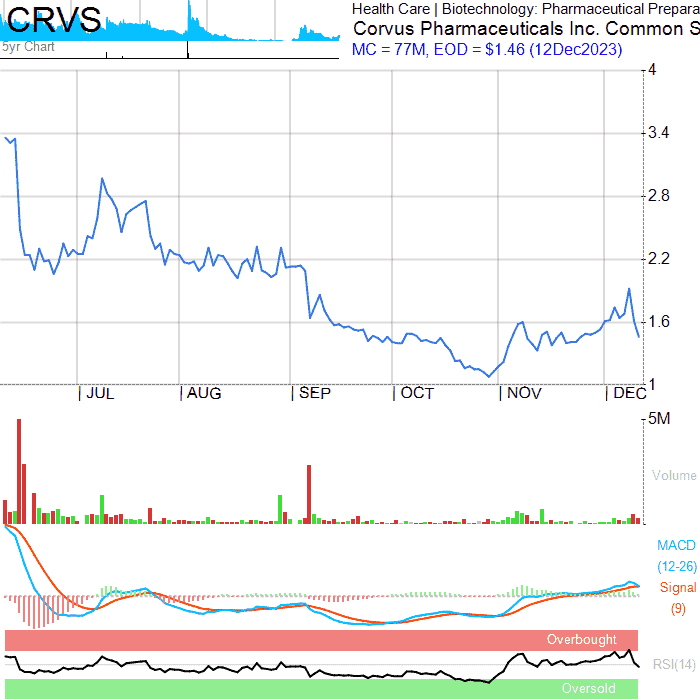 CRVS
5yr Chart
Health Care | Biotechnology: Pharmaceutical Prepara
Corvus Pharmaceuticals Inc. Common S
MC = 77M, EOD = $1.46 (12Dec2023)
4
3.4
2.8
2.2
1.6
1
| JUL | AUG | SEP | OCT | NOV | DEC
5M
Volume
MACD
(12-26)
Signal
(9)
Overbought
RSI(14)
Oversold